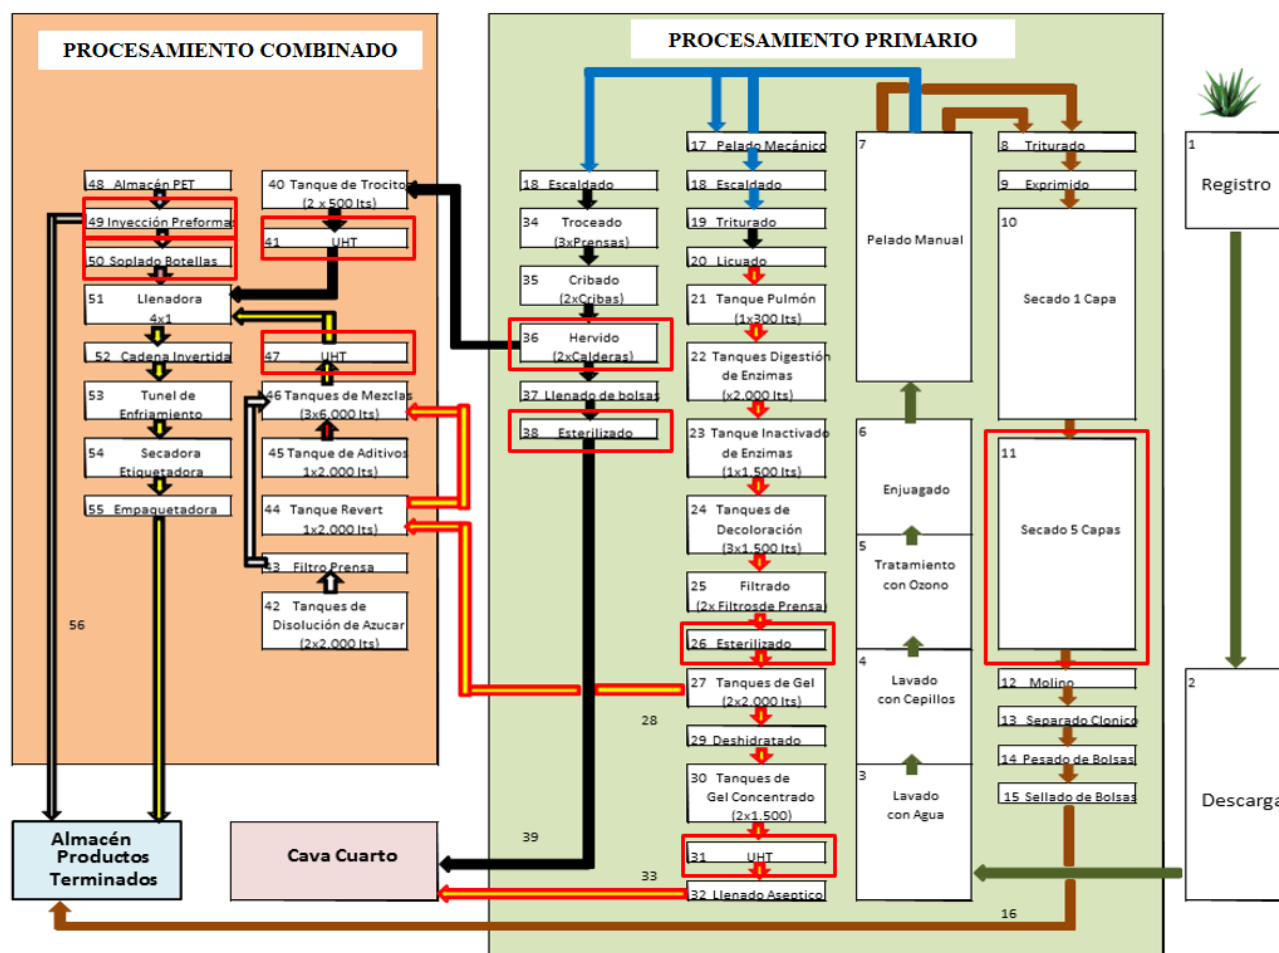 PROCESAMIENTO COMBINADO
PROCESAMIENTO PRIMARIO
48 Almacén PET
49 Inyección Preformas
50 Soplado Botellas
51 Llenadora
4x1
52 Cadena Invertida
53 Tunel de
Enfriamiento
54 Secadora
Etiquetadora
55 Empaquetadora
56
40 Tanque de Trocitos
(2 x 500 lts)
41 UHT
47 UHT
46 Tanques de Mezclas
(3x6,000 lts)
45 Tanque de Aditivos
1x2.000 lts)
44 Tanque Revert
1x2.000 lts)
43 Filtro Prensa
42 Tanques de
Disolución de Azucar
(2x2.000 lts)
18 Escaldado
34 Troceado
(3xPrensas)
35 Cribado
(2xCribas)
36 Hervido
(2xCalderas)
37 Llenado de bolsas
38 Esterilizado
39
17 Pelado Mecánico
18 Escaldado
19 Triturado
20 Licuado
21 Tanque Pulmón
(1x300 lts)
22 Tanques Digestión
de Enzimas
(x2.000 lts)
23 Tanque Inactivado
de Enzimas
(1x1.500 lts)
24 Tanques de
Decoloración
(3x1.500 lts)
25 Filtrado
(2x Filtrosde Prensa)
26 Esterilizado
27 Tanques de Gel
(2x2.000 lts)
28
29 Deshidratado
30 Tanques de
Gel Concentrado
(2x1.500)
31 UHT
33
32 Llenado Aseptico
7
Pelado Manual
6
Enjuagado
5
Tratamiento
con Ozono
4
Lavado
con Cepillos
3
Lavado
con Agua
8 Triturado
9 Exprimido
10
Secado 1 Capa
11
Secado 5 Capas
12 Molino
13 Separado Clonico
14 Pesado de Bolsas
15 Sellado de Bolsas
16
1
Registro
2
Descarga
Almacén
Productos
Terminados
Cava Cuarto